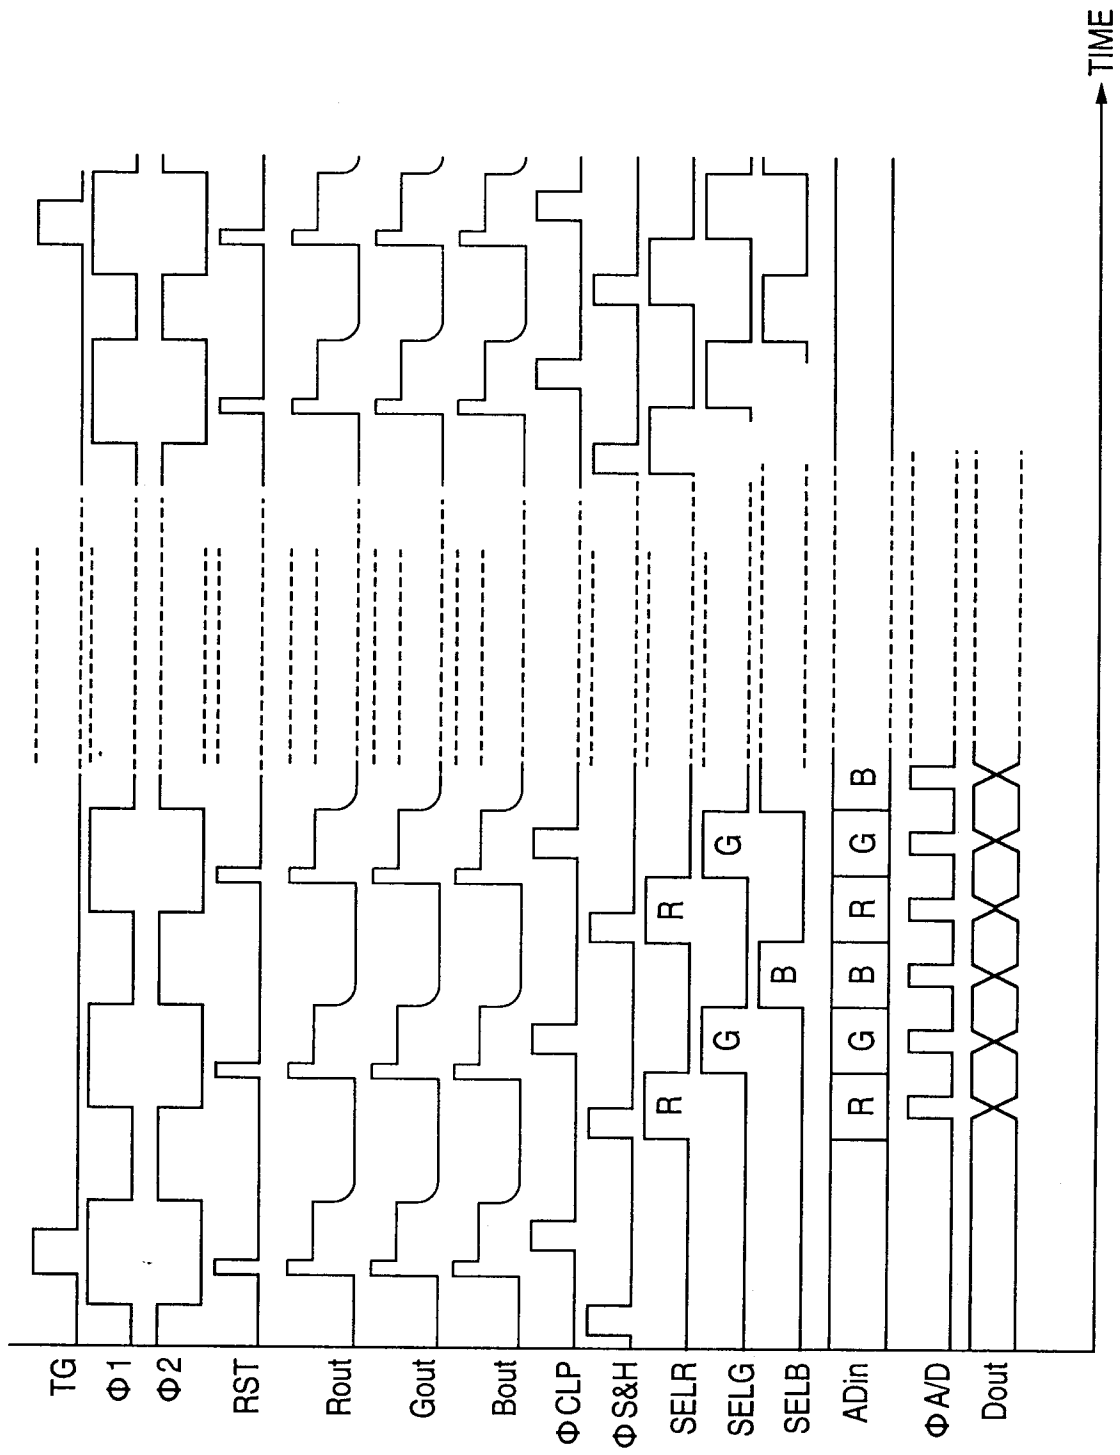 TG
Φ1
Φ2
RST
Rout
Gout
Bout
ΦCLP
ΦS&H
SELR R R
SELG G G
SELB B
ADin R G B R G B
ΦA/D
Dout
TIME